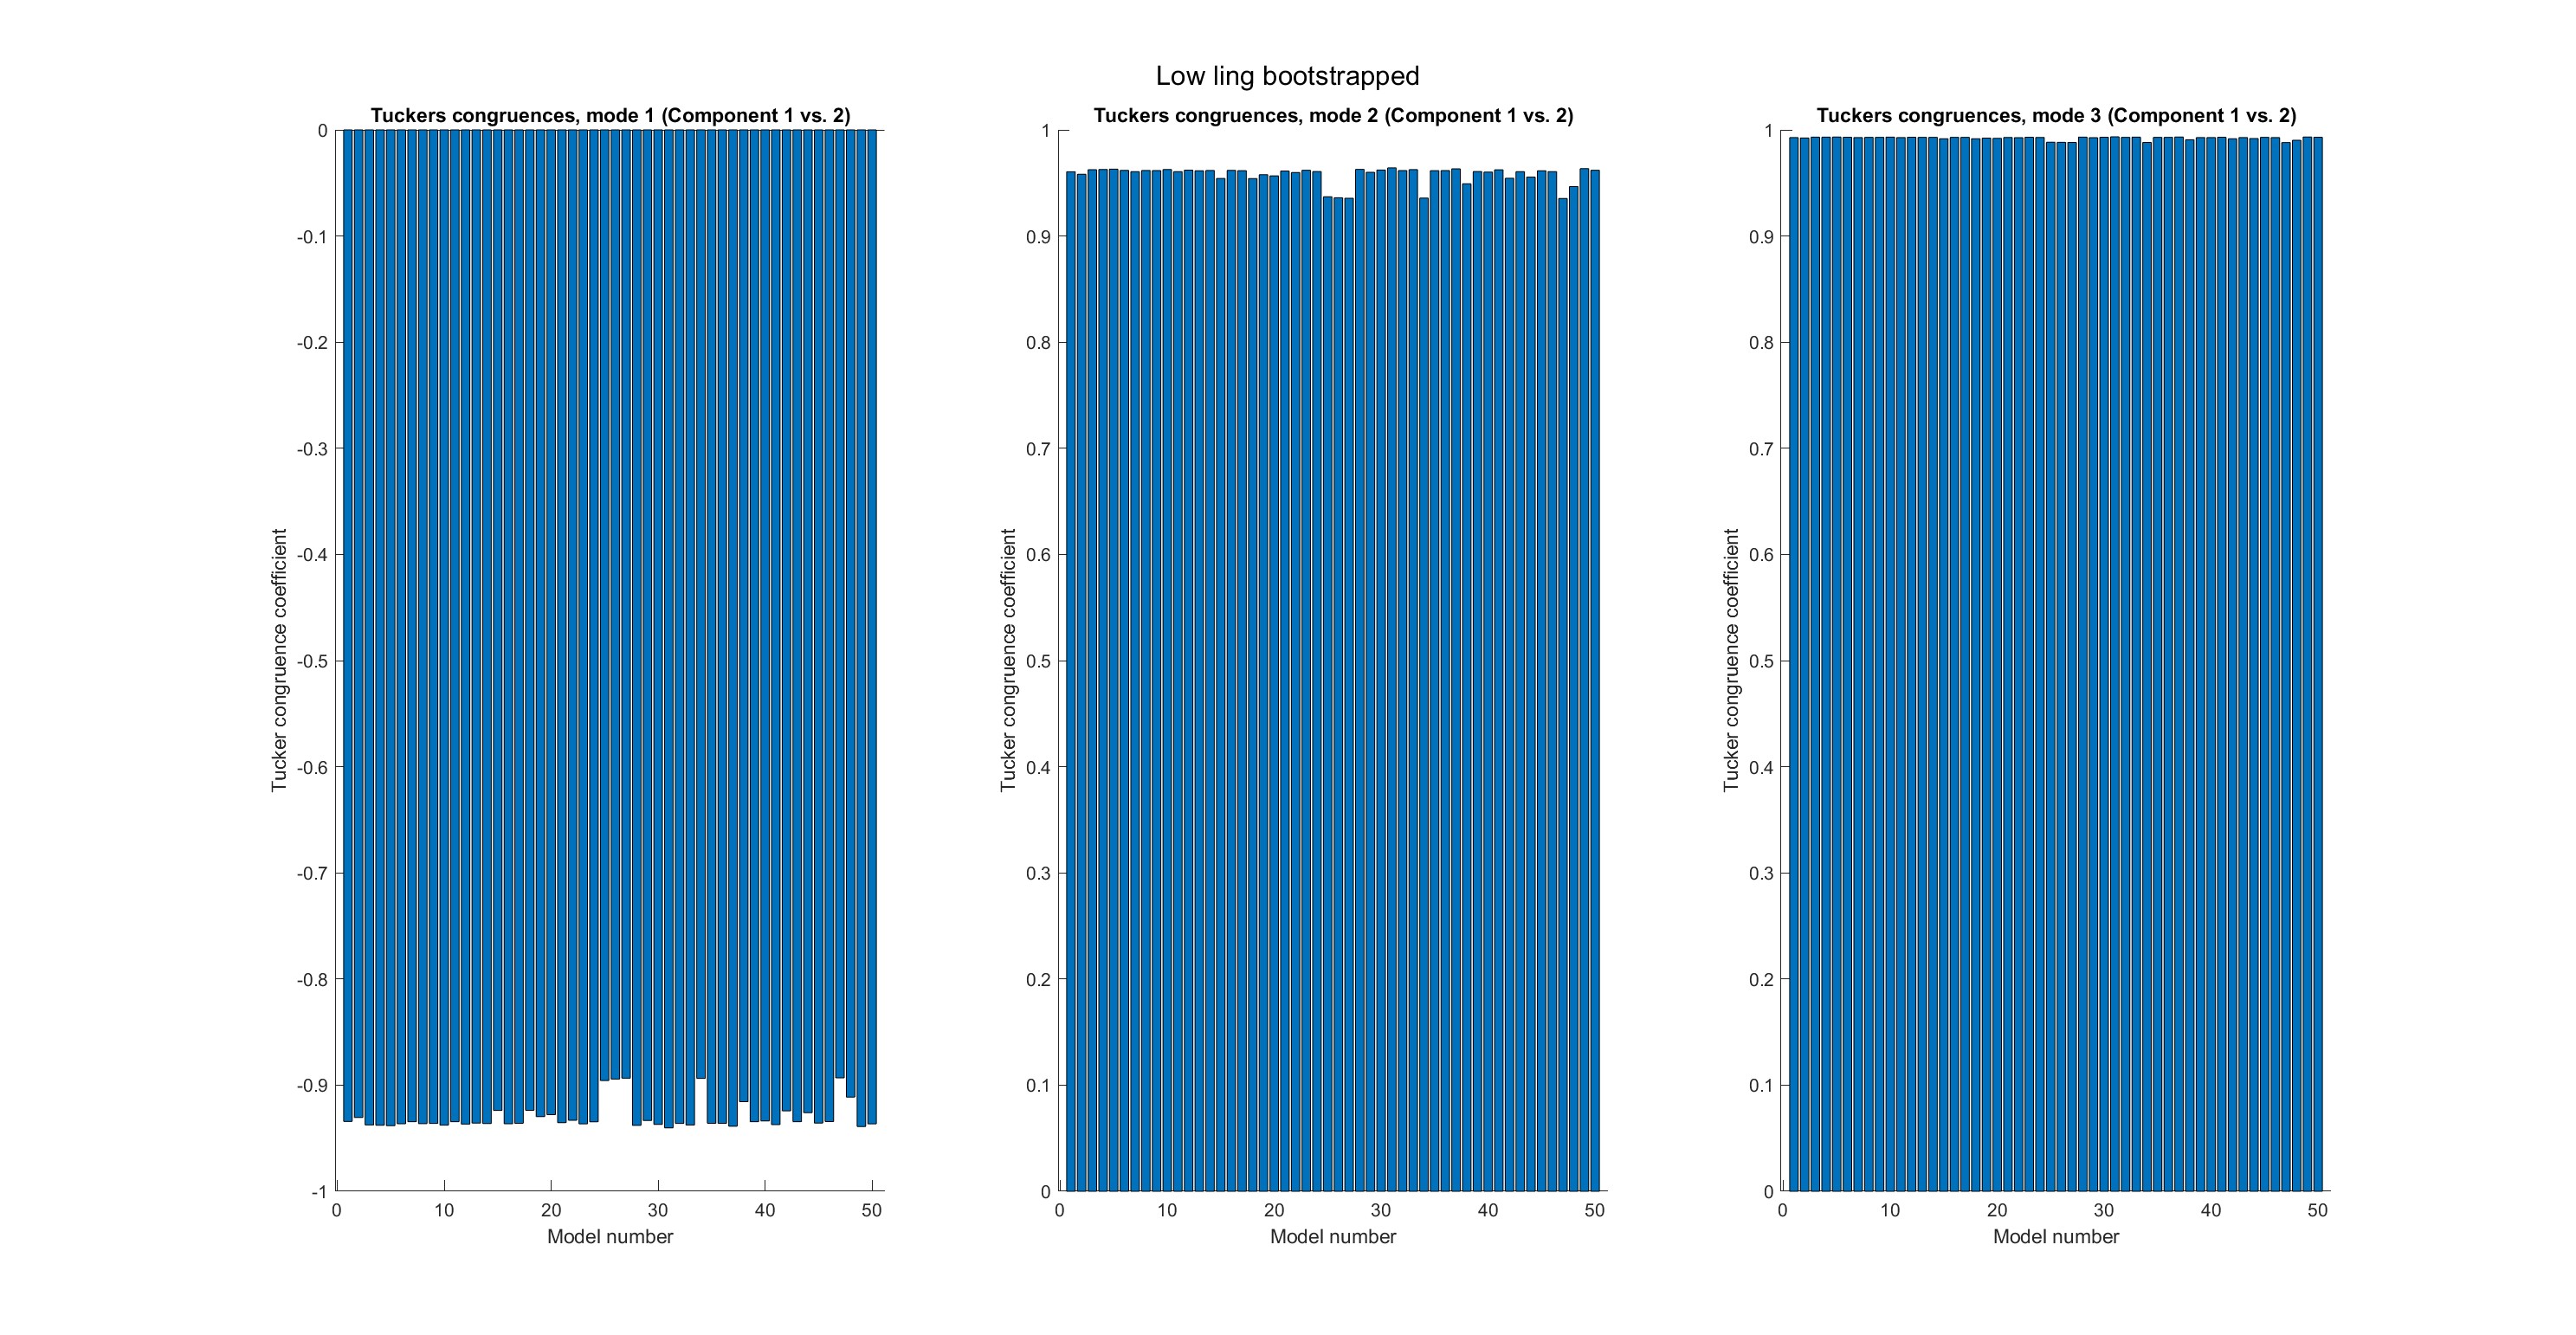 Low ling bootstrapped
Tuckers congruences, mode 1 (Component 1 vs. 2)
0
-0.1
-0.2
-0.3
-0.4
-0.5
-0.6
-0.7
-0.8
-0.9
-1
Tucker congruence coefficient
0 10 20 30 40 50
Model number
Tuckers congruences, mode 2 (Component 1 vs. 2)
1
0.9
0.8
0.7
0.6
0.5
0.4
0.3
0.2
0.1
0
Tucker congruence coefficient
0 10 20 30 40 50
Model number
Tuckers congruences, mode 3 (Component 1 vs. 2)
1
0.9
0.8
0.7
0.6
0.5
0.4
0.3
0.2
0.1
0
Tucker congruence coefficient
0 10 20 30 40 50
Model number